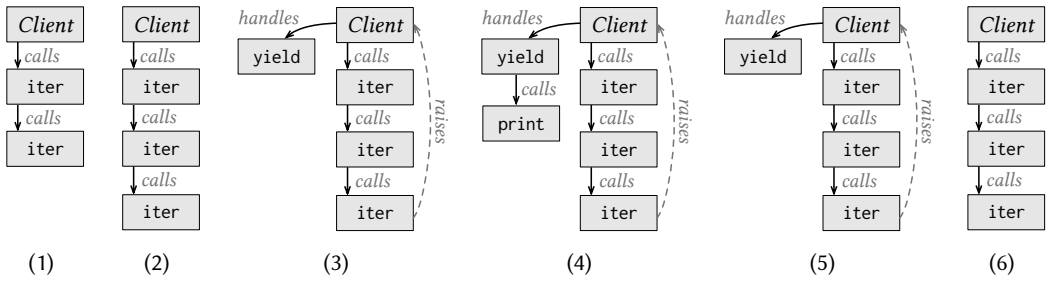 Client
calls
iter
calls
iter
(1)
Client
calls
iter
calls
iter
calls
iter
(2)
handles
Client
yield
calls
iter
calls
iter
calls
iter
raises
(3)
handles
Client
yield
calls
print
calls
iter
calls
iter
calls
iter
raises
(4)
handles
Client
yield
calls
iter
calls
iter
calls
iter
raises
(5)
Client
calls
iter
calls
iter
calls
iter
(6)